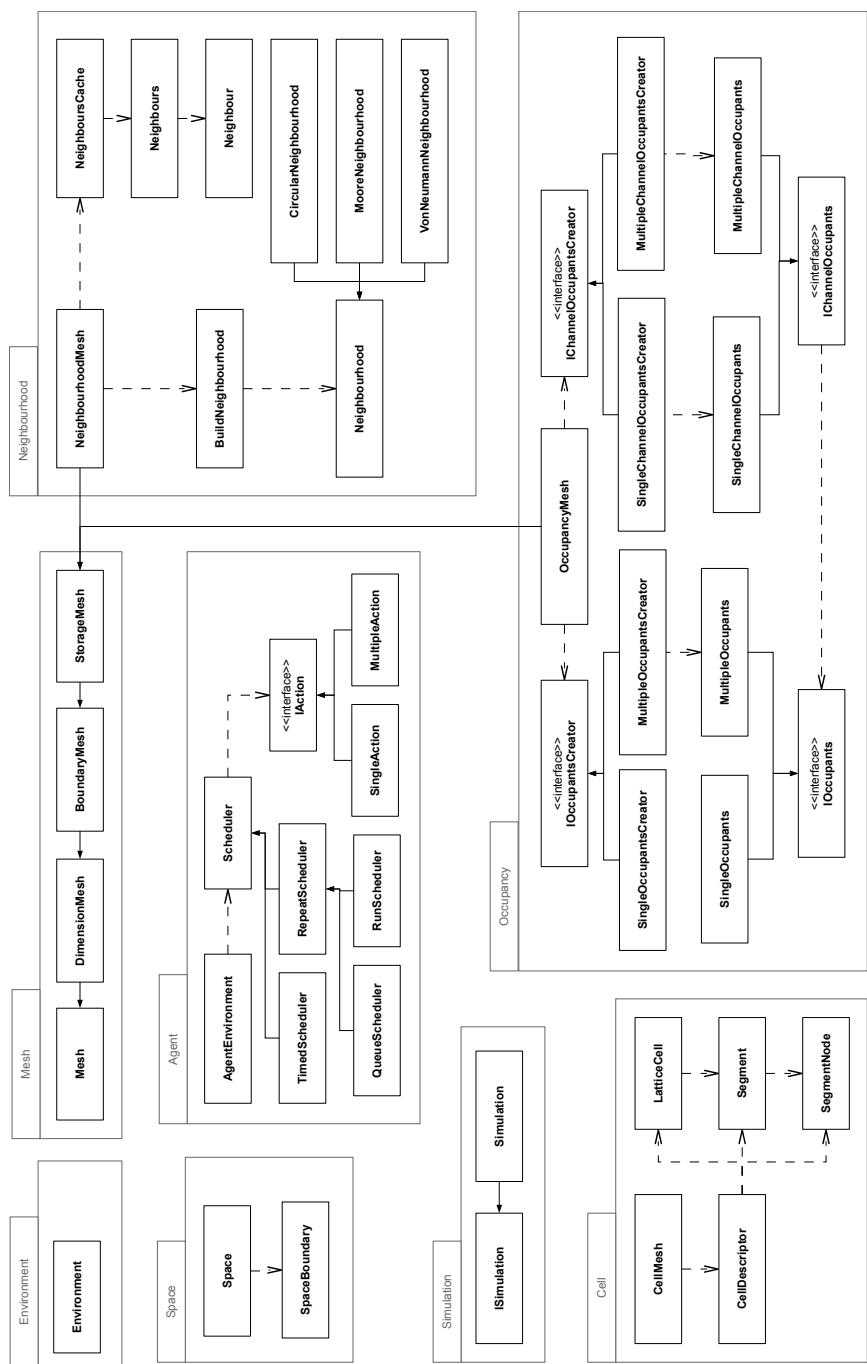 Environment
Environment
Mesh
Mesh
DimensionMesh
BoundaryMesh
StorageMesh
Neighbourhood
NeighbourhoodMesh
NeighboursCache
BuildNeighbourhood
Neighbours
Neighbour
Neighbourhood
CircularNeighbourhood
MooreNeighbourhood
VonNeumannNeighbourhood
Space
Space
SpaceBoundary
Agent
AgentEnvironment
Scheduler
<<interface>>
IAction
TimedScheduler
RepeatScheduler
SingleAction
MultipleAction
QueueScheduler
RunScheduler
Simulation
ISimulation
Simulation
Cell
CellMesh
LatticeCell
CellDescriptor
Segment
SegmentNode
Occupancy
<<interface>>
IOccupantsCreator
OccupancyMesh
<<interface>>
IChannelOccupantsCreator
SingleOccupantsCreator
MultipleOccupantsCreator
SingleChannelOccupantsCreator
MultipleChannelOccupantsCreator
SingleOccupants
MultipleOccupants
SingleChannelOccupants
MultipleChannelOccupants
<<interface>>
IOccupants
<<interface>>
IChannelOccupants